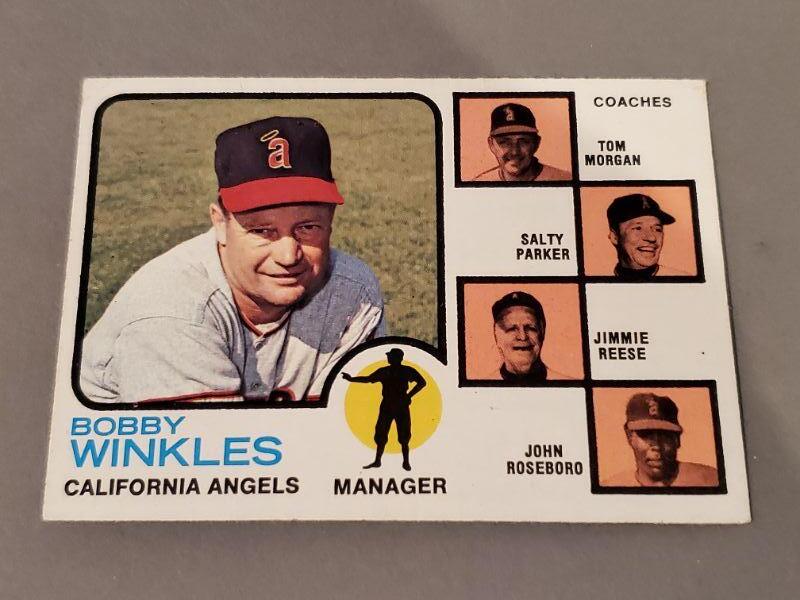 a
BOBBY
WINKLES
CALIFORNIA ANGELS
MANAGER
COACHES
TOM
MORGAN
SALTY
PARKER
JIMMIE
REESE
JOHN
ROSEBORO